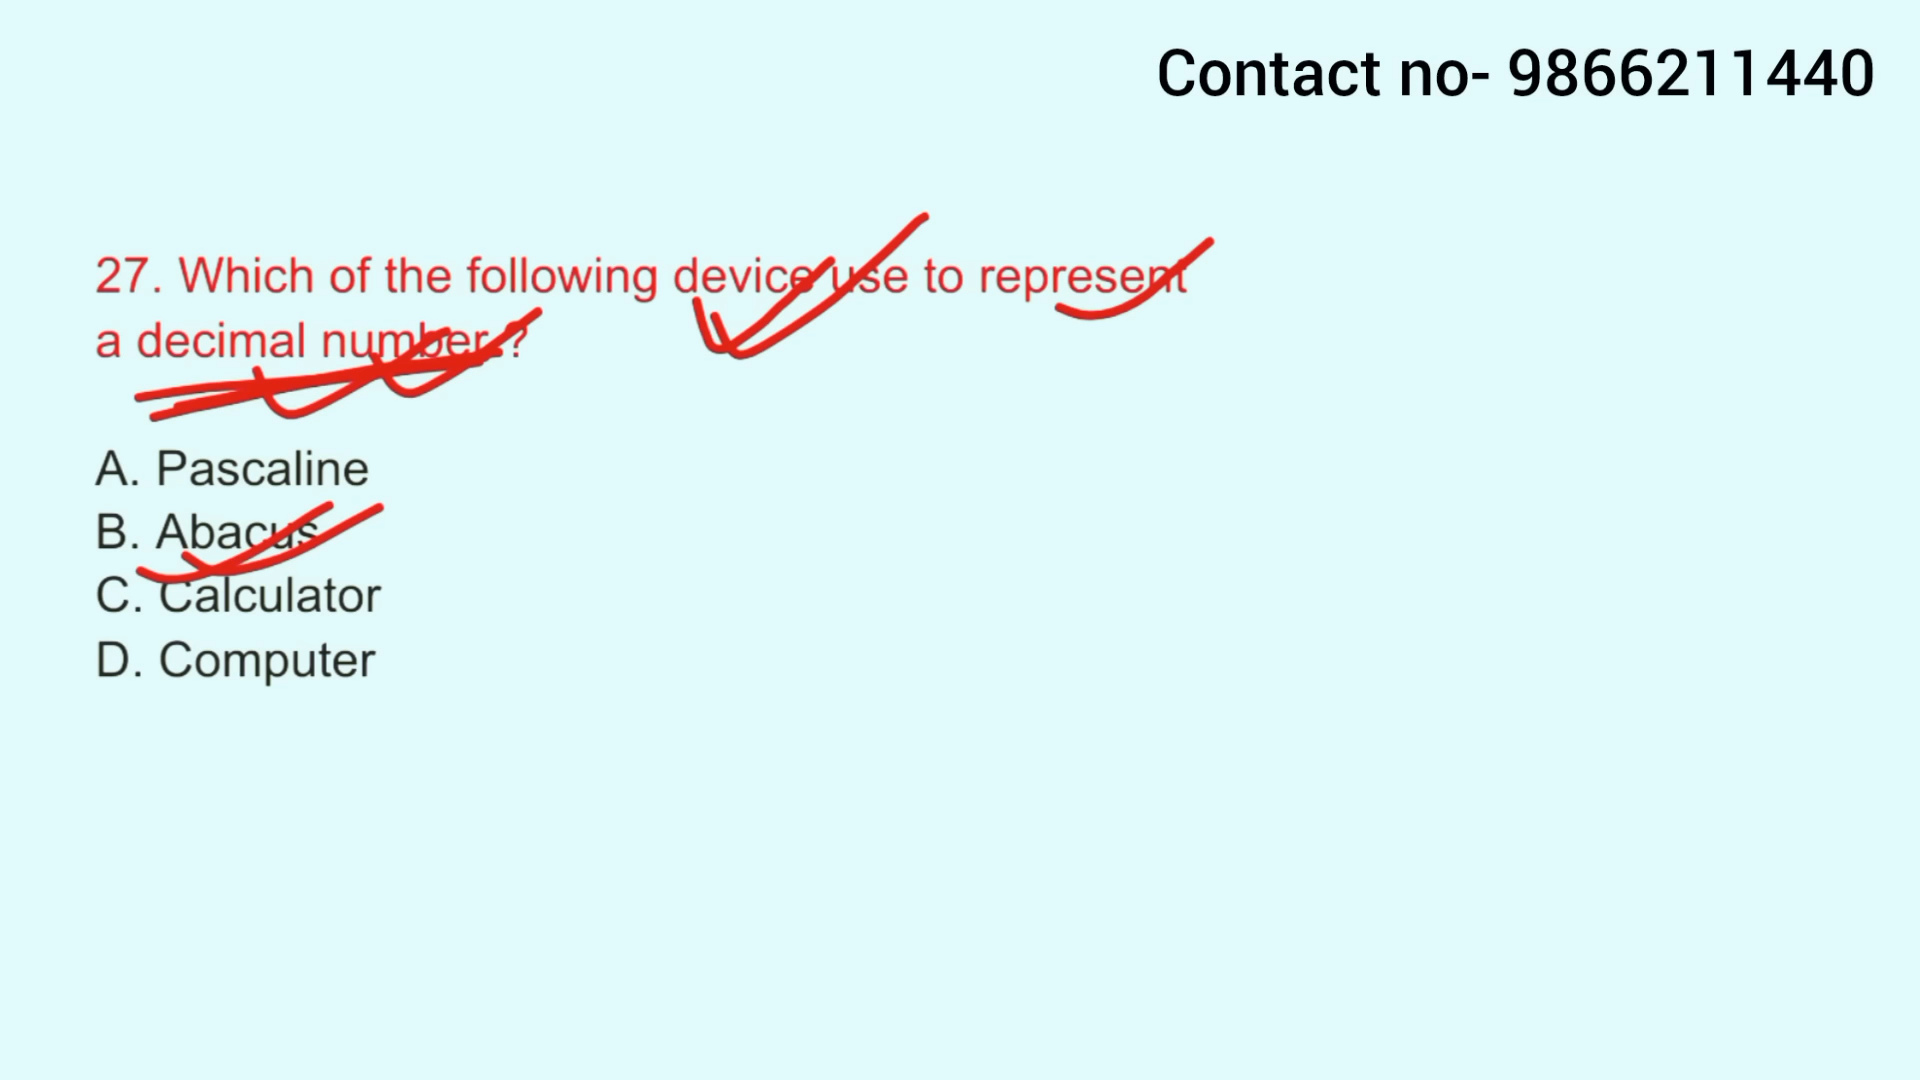 Contact no- 9866211440
27. Which of the following device use to represent
a decimal number.?
A. Pascaline
B. Abacus
C. Calculator
D. Computer